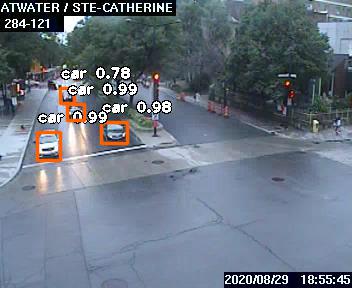 ATWATER / STE-CATHERINE
284-121
car 0.78
car 0.99
car 0.98
car 0.99
2020/08/29 18:55:45